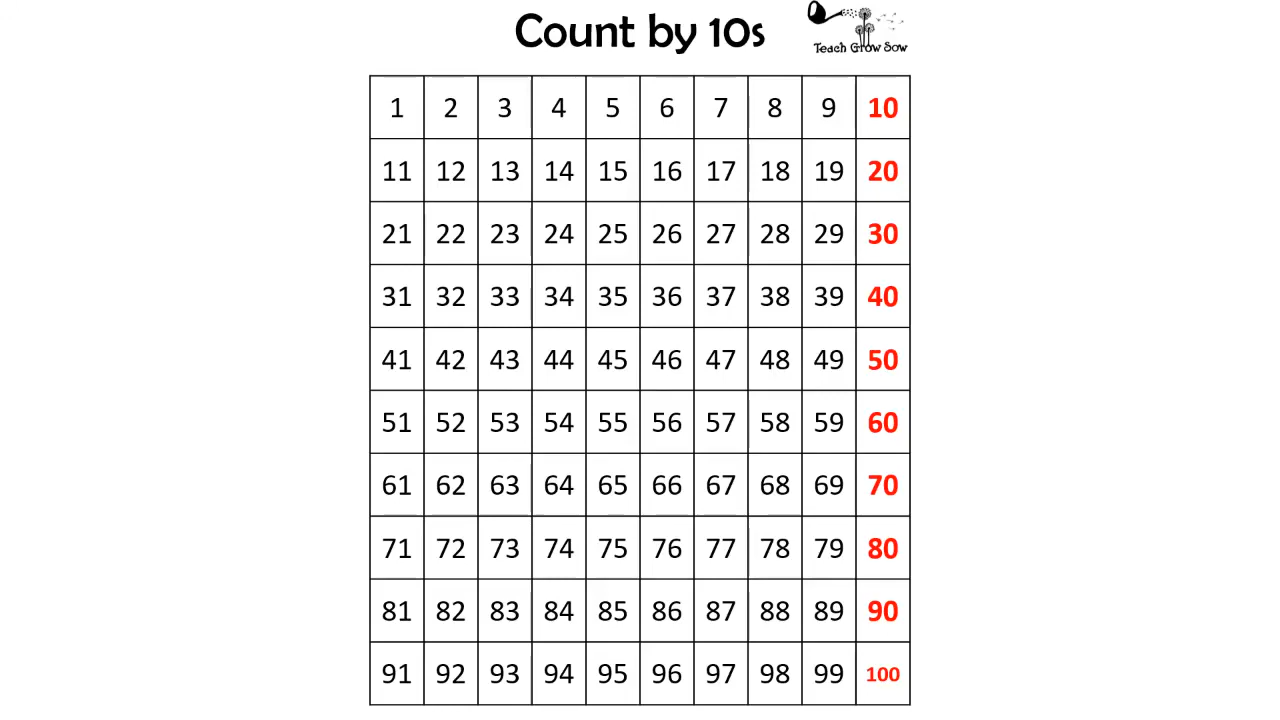 Count by 10s
Teach Grow Sow
1 2 3 4 5 6 7 8 9 10
11 12 13 14 15 16 17 18 19 20
21 22 23 24 25 26 27 28 29 30
31 32 33 34 35 36 37 38 39 40
41 42 43 44 45 46 47 48 49 50
51 52 53 54 55 56 57 58 59 60
61 62 63 64 65 66 67 68 69 70
71 72 73 74 75 76 77 78 79 80
81 82 83 84 85 86 87 88 89 90
91 92 93 94 95 96 97 98 99 100